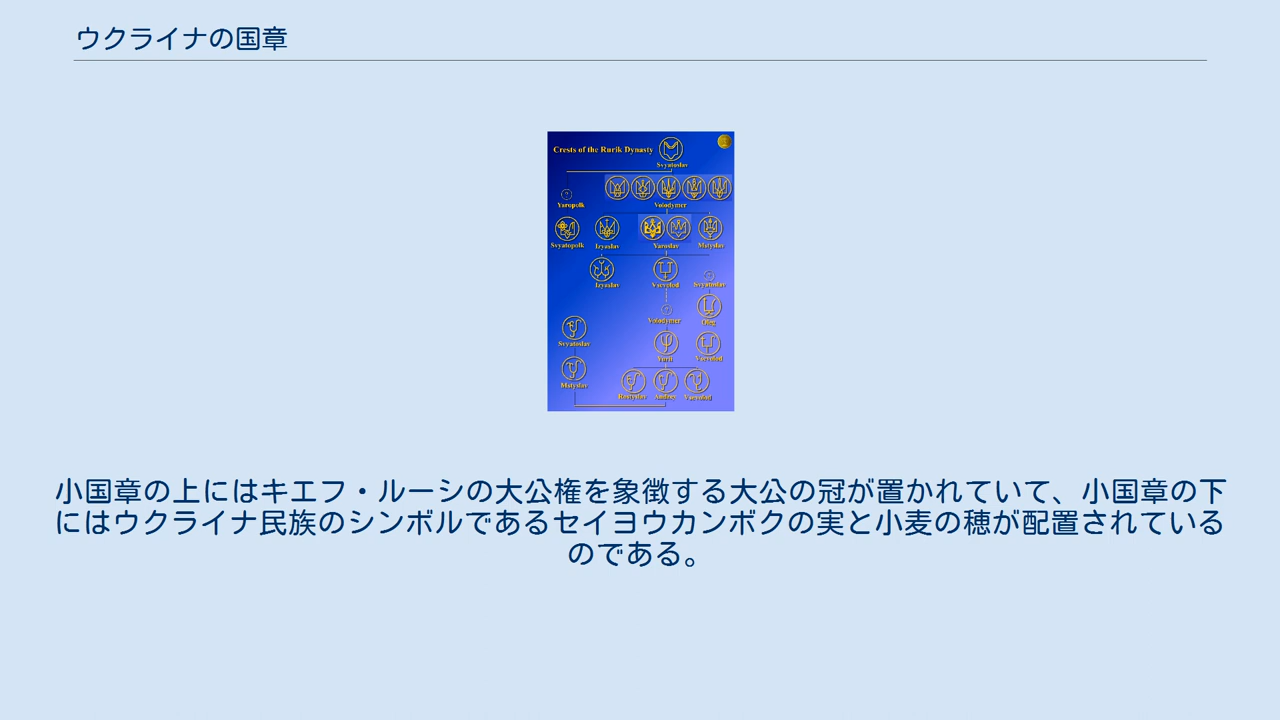 ウクライナの国章
Crests of the Rurik Dynasty
Svyatoslav
Yaropolk
Volodymer
Svyatopolk
Izyaslav
Yaroslav
Mstyslav
Izyaslav
Vsevolod
Svyatoslav
Volodymer
Oleg
Svyatoslav
Yurii
Vsevolod
Mstyslav
Rostyslav
Andrey
Vsevolod
小国章の上にはキエフ・ルーシの大公権を象徴する大公の冠が置かれていて、小国章の下
にはウクライナ民族のシンボルであるセイヨウカンボクの実と小麦の穂が配置されている
のである。